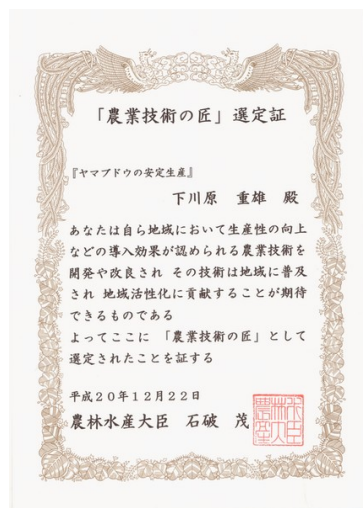 「農業技術の匠」選定証
『ヤマブドウの安定生産』
下川原 重雄 殿
あなたは自ら地域において生産性の向上
などの導入効果が認められる農業技術を
開発や改良され その技術は地域に普及
され 地域活性化に貢献することが期待
できるものである
よってここに 「農業技術の匠」として
選定されたことを証する
平成20年12月22日
農林水産大臣 石破 茂